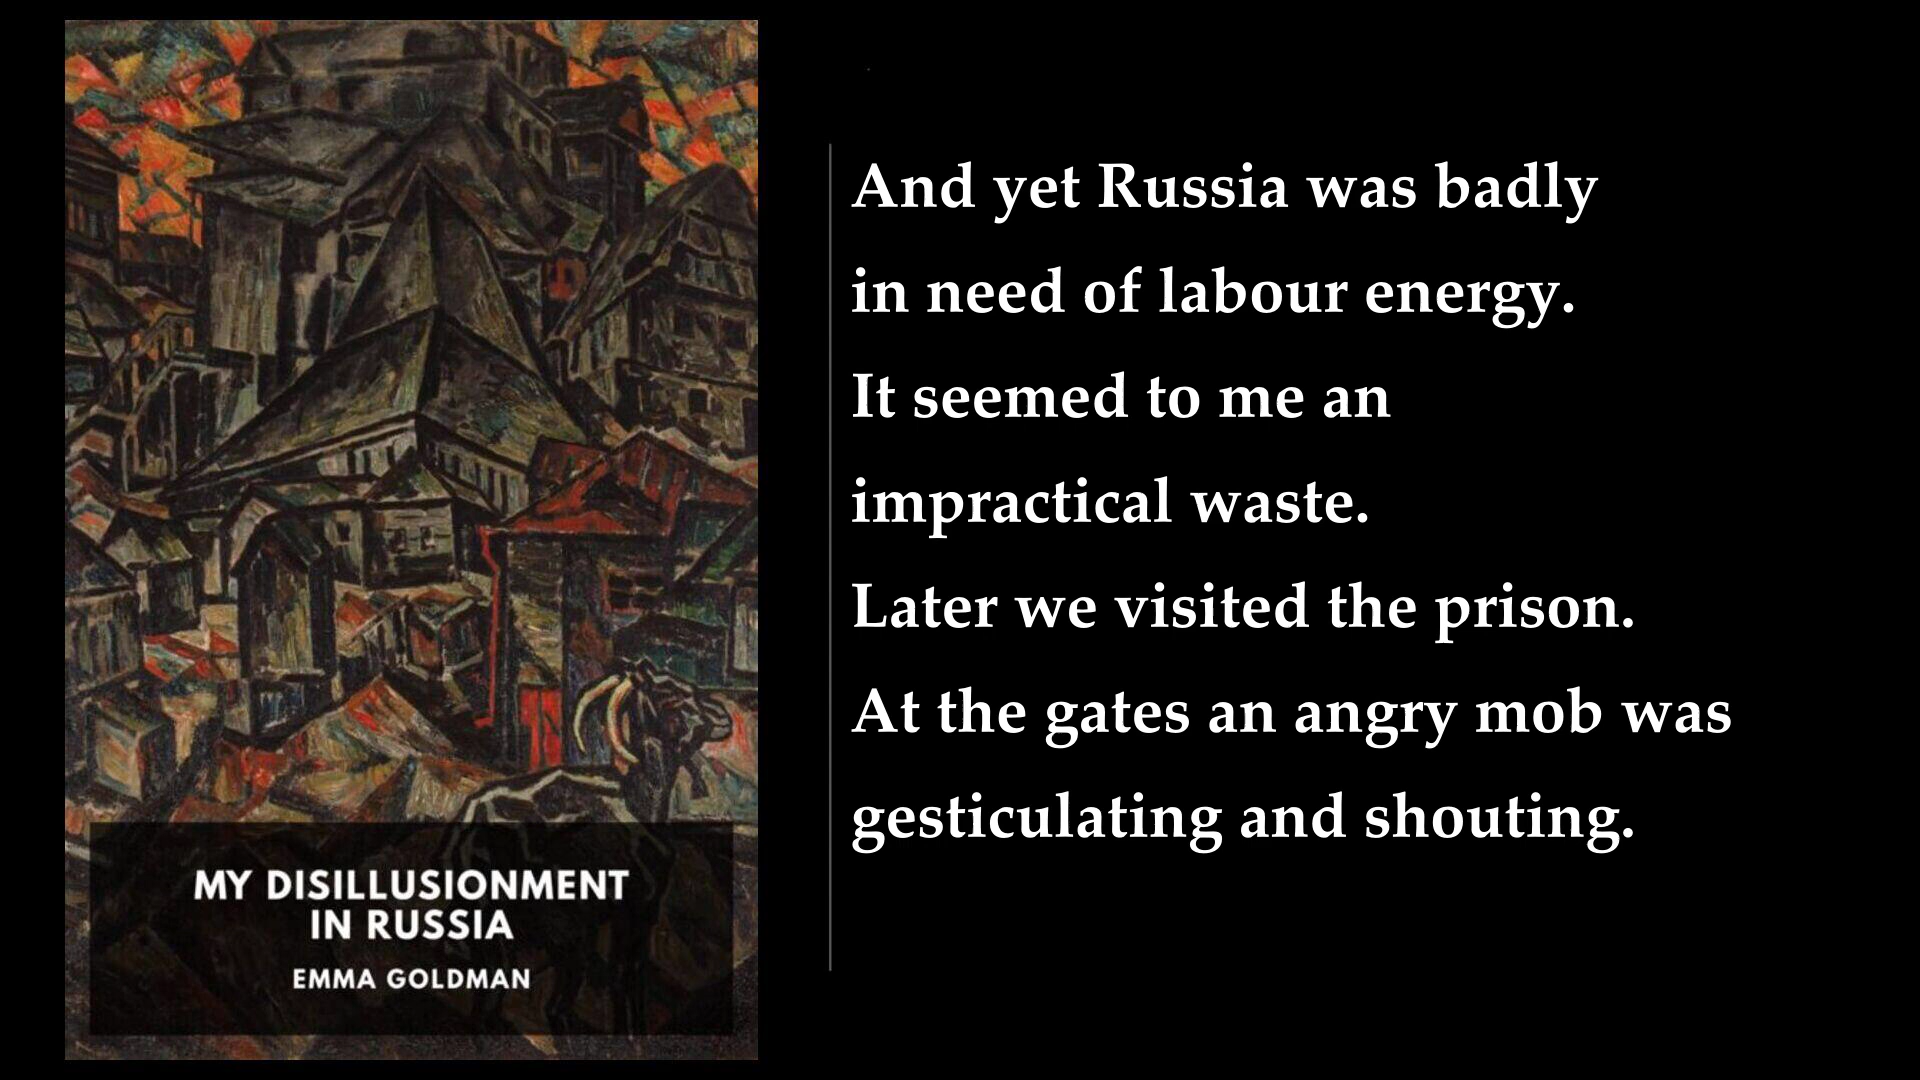 MY DISILLUSIONMENT
IN RUSSIA
EMMA GOLDMAN
And yet Russia was badly
in need of labour energy.
It seemed to me an
impractical waste.
Later we visited the prison.
At the gates an angry mob was
gesticulating and shouting.